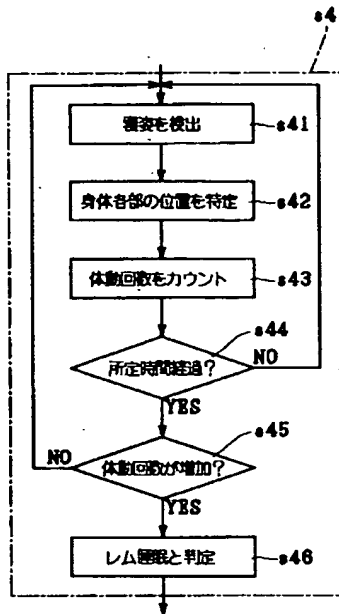 s4
寝姿を検出
s41
身体各部の位置を特定
s42
体動回数をカウント
s43
s44
所定時間経過?
NO
YES
s45
NO
体動回数が増加?
YES
レム睡眠と判定
s46